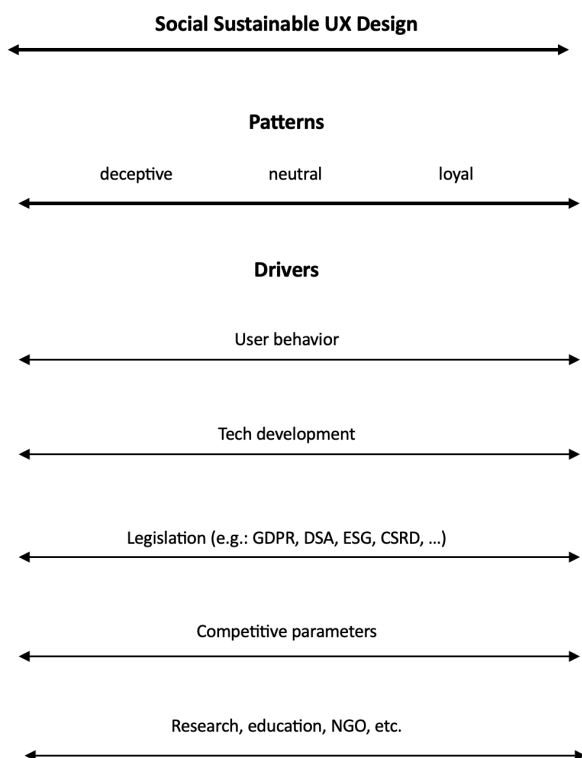 Social Sustainable UX Design
Patterns
deceptive neutral loyal
Drivers
User behavior
Tech development
Legislation (e.g.: GDPR, DSA, ESG, CSRD, ...)
Competitive parameters
Research, education, NGO, etc.